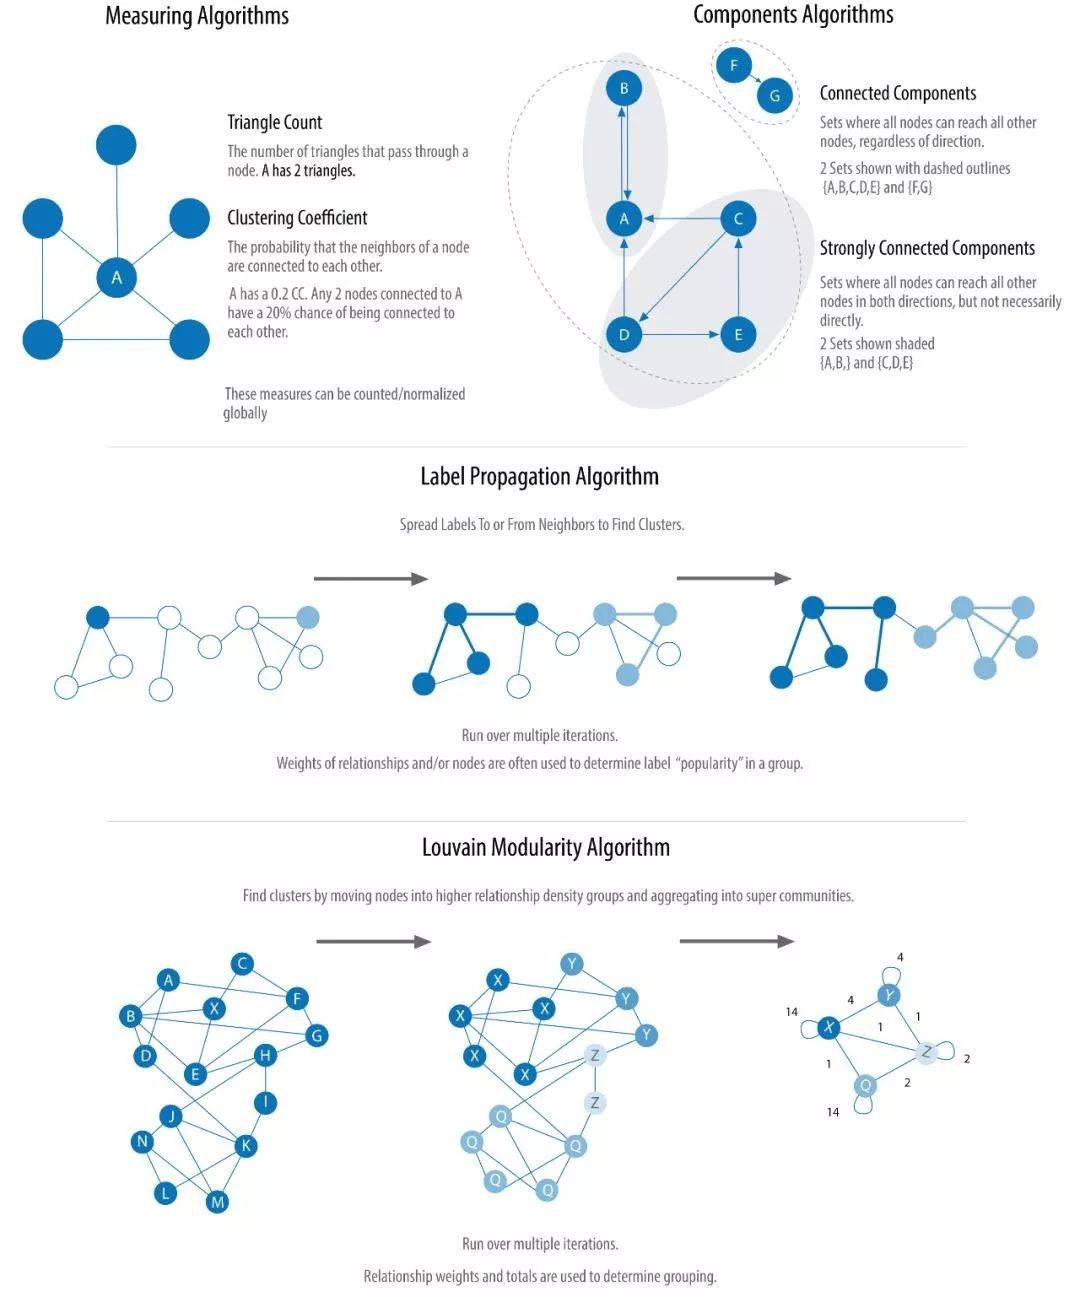 Measuring Algorithms
Triangle Count
The number of triangles that pass through a
node. A has 2 triangles.
Clustering Coefficient
The probability that the neighbors of a node
are connected to each other.
A has a 0.2 CC. Any 2 nodes connected to A
have a 20% chance of being connected to
each other.
These measures can be counted/normalized
globally
A
Components Algorithms
B
A
C
D
E
F
G
Connected Components
Sets where all nodes can reach all other
nodes, regardless of direction.
2 Sets shown with dashed outlines
{A,B,C,D,E} and {F,G}
Strongly Connected Components
Sets where all nodes can reach all other
nodes in both directions, but not necessarily
directly.
2 Sets shown shaded
{A,B,} and {C,D,E}
Label Propagation Algorithm
Spread Labels To or From Neighbors to Find Clusters.
Run over multiple iterations.
Weights of relationships and/or nodes are often used to determine label "popularity" in a group.
Louvain Modularity Algorithm
Find clusters by moving nodes into higher relationship density groups and aggregating into super communities.
C
A
F
X
B
G
D
H
E
I
J
N
K
L
M
Y
X
Y
X
X
Y
X
Z
X
Z
Q
Q
Q
Q
Q
4
Y
4
14
1
X
1
Z
2
1
Q
2
14
Run over multiple iterations.
Relationship weights and totals are used to determine grouping.